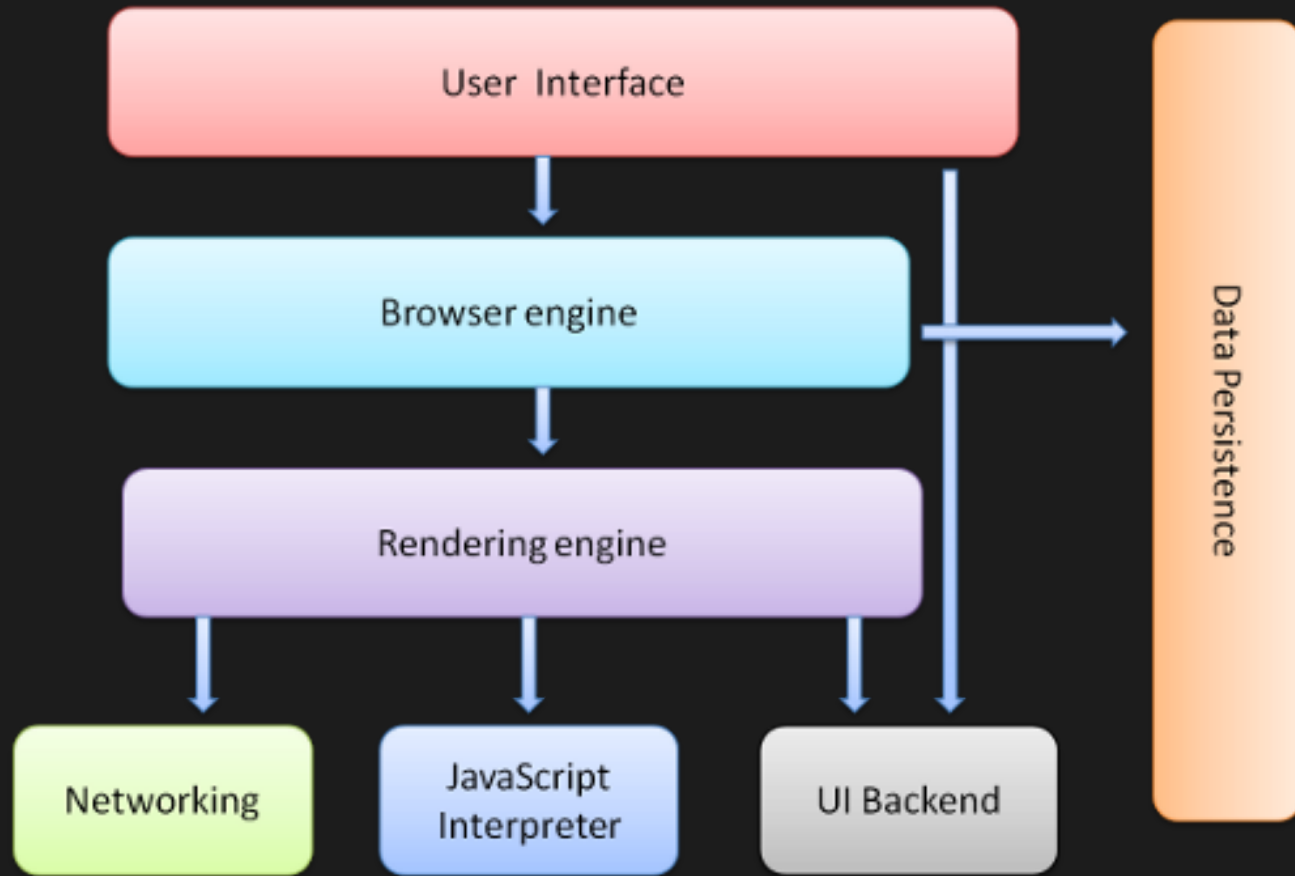 User Interface
Browser engine
Data Persistence
Rendering engine
Networking
JavaScript
Interpreter
UI Backend